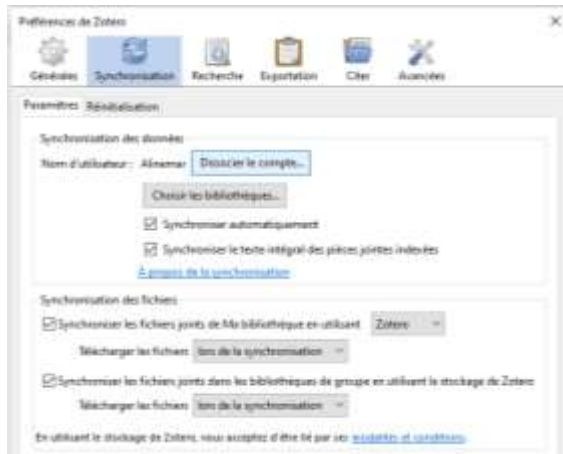 Préférences de Zotero
Générales Synchronisation Recherche Exportation Citer Avancées
Paramètres Réinitialisation
Synchronisation des données
Nom d'utilisateur : Alinemar Dissocier le compte...
Choisir les bibliothèques...
Synchroniser automatiquement
Synchroniser le texte intégral des pièces jointes indexées
À propos de la synchronisation
Synchronisation des fichiers
Synchroniser les fichiers joints de Ma bibliothèque en utilisant Zotero
Télécharger les fichiers lors de la synchronisation
Synchroniser les fichiers joints dans les bibliothèques de groupe en utilisant le stockage de Zotero
Télécharger les fichiers lors de la synchronisation
En utilisant le stockage de Zotero, vous acceptez d'être lié par ses modalités et conditions.